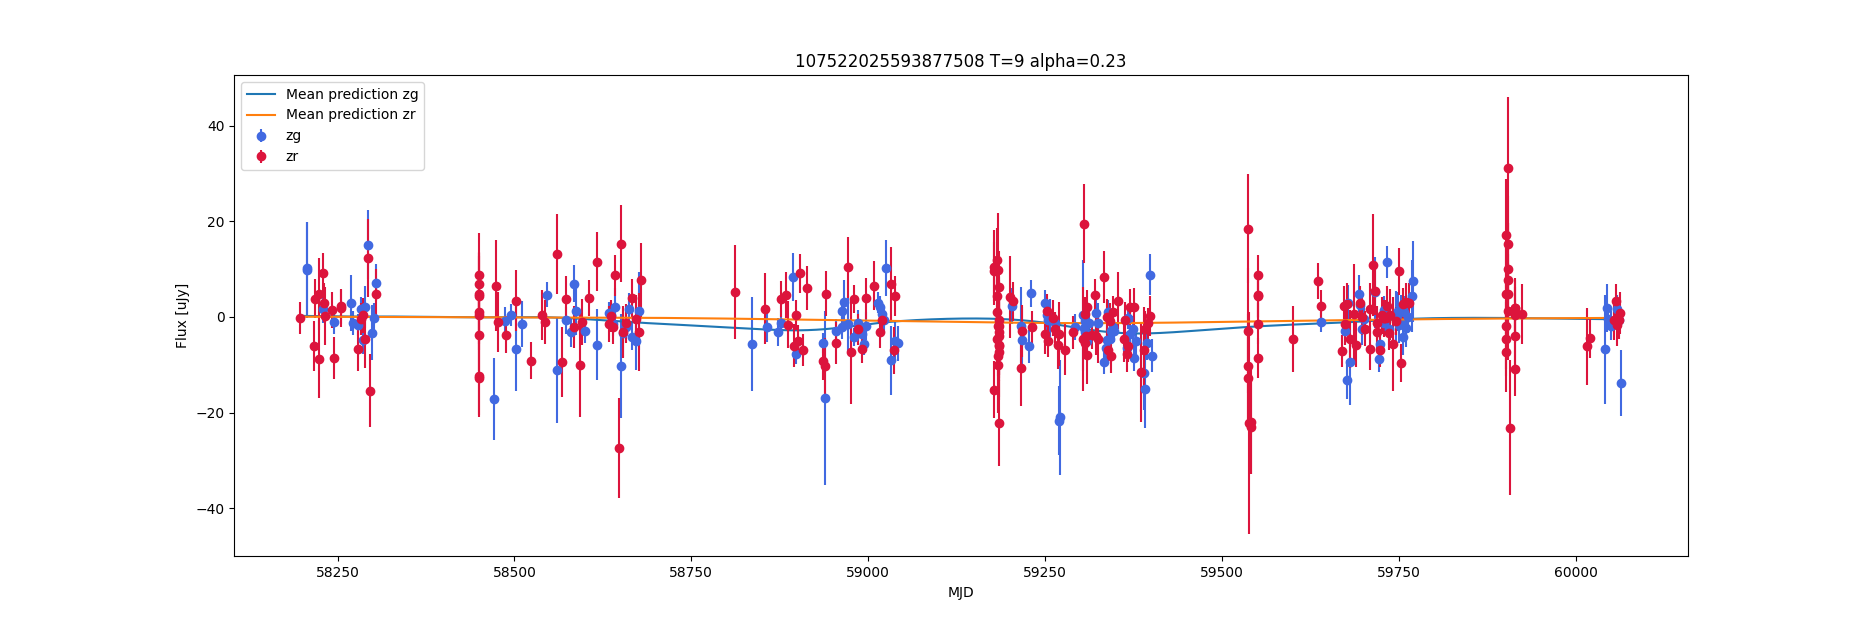 107522025593877508 T=9 alpha=0.23
Mean prediction zg
Mean prediction zr
zg
zr
Flux [uJy]
40
20
0
−20
−40
58250 58500 58750 59000 59250 59500 59750 60000
MJD